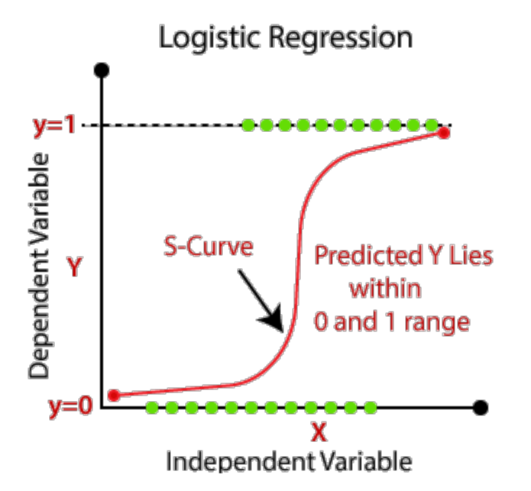 Logistic Regression
y=1
Dependent Variable
Y
S-Curve
Predicted Y Lies
within
0 and 1 range
y=0
X
Independent Variable